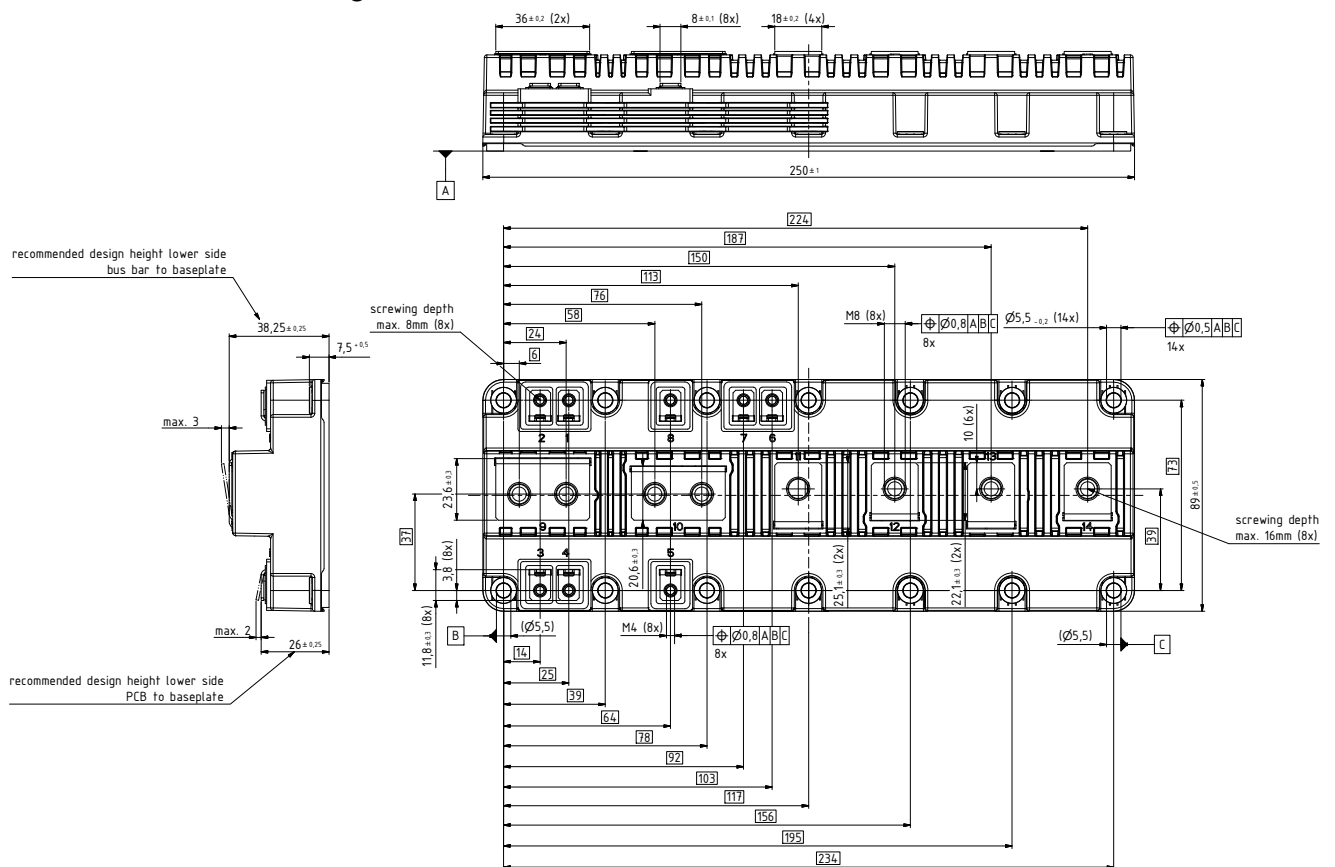 36±0,2 (2x)
8±0,1 (8x)
18±0,2 (4x)
A
250±1
224
187
150
113
76
58
24
6
recommended design height lower side
bus bar to baseplate
38,25±0,25
7,5 +0,5
max. 3
screwing depth
max. 8mm (8x)
M8 (8x)
⌖ Ø0,8 A B C
8x
Ø5,5 -0,2 (14x)
⌖ Ø0,5 A B C
14x
2 1 8 7 6
10 (6x)
13
23,6±0,3
9 10 12 14
73
89±0,5
37
39
3,8 (8x)
11,8±0,3 (8x)
3 4 5
20,6±0,3
25,1±0,3 (2x)
22,1±0,3 (2x)
screwing depth
max. 16mm (8x)
max. 2
26±0,25
recommended design height lower side
PCB to baseplate
B
(Ø5,5)
M4 (8x)
⌖ Ø0,8 A B C
8x
(Ø5,5)
C
14
25
39
64
78
92
103
117
156
195
234